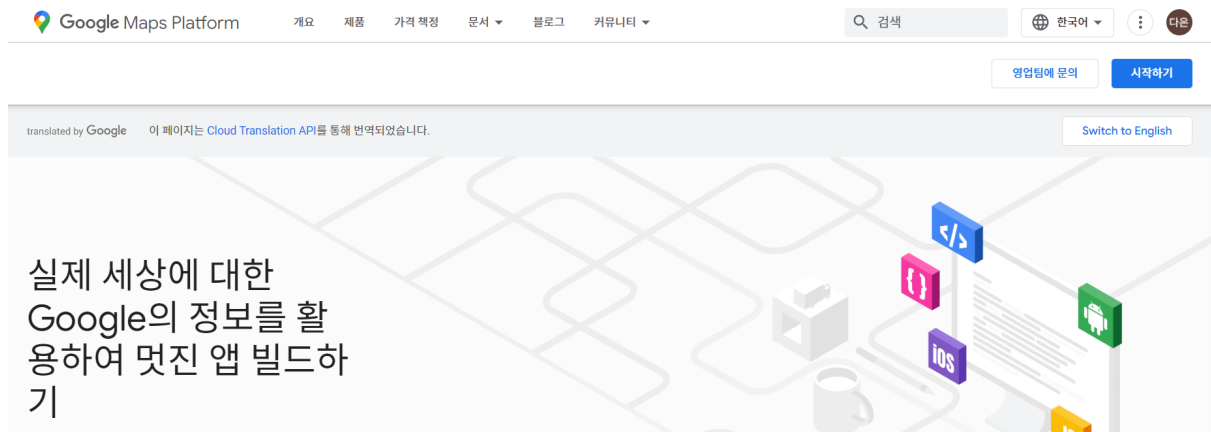 Google Maps Platform 개요 제품 가격 책정 문서 블로그 커뮤니티 검색 한국어 다은
영업팀에 문의 시작하기
translated by Google 이 페이지는 Cloud Translation API를 통해 번역되었습니다. Switch to English
실제 세상에 대한
Google의 정보를 활
용하여 멋진 앱 빌드하
기
</>
{}
iOS